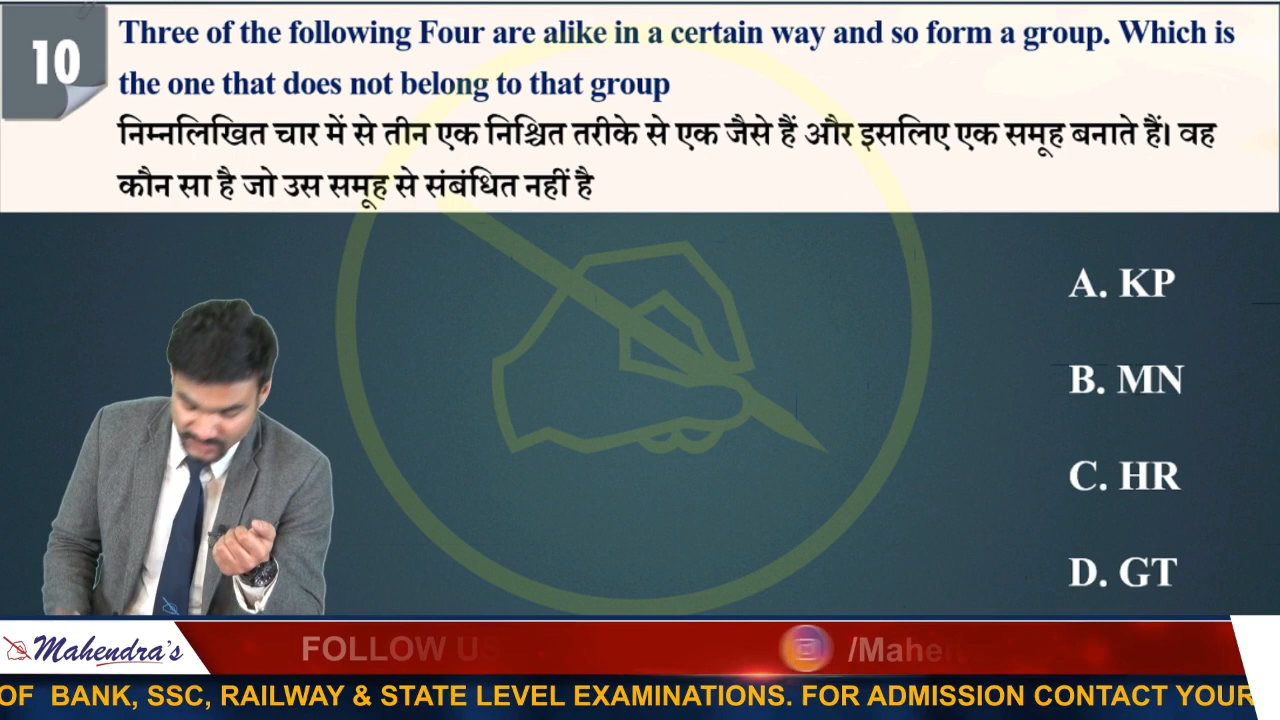 10
Three of the following Four are alike in a certain way and so form a group. Which is
the one that does not belong to that group
निम्नलिखित चार में से तीन एक निश्चित तरीके से एक जैसे हैं और इसलिए एक समूह बनाते हैं। वह
कौन सा है जो उस समूह से संबंधित नहीं है
A. KP
B. MN
C. HR
D. GT
Mahendra's
FOLLOW US
/Mahe
OF BANK, SSC, RAILWAY & STATE LEVEL EXAMINATIONS. FOR ADMISSION CONTACT YOUR